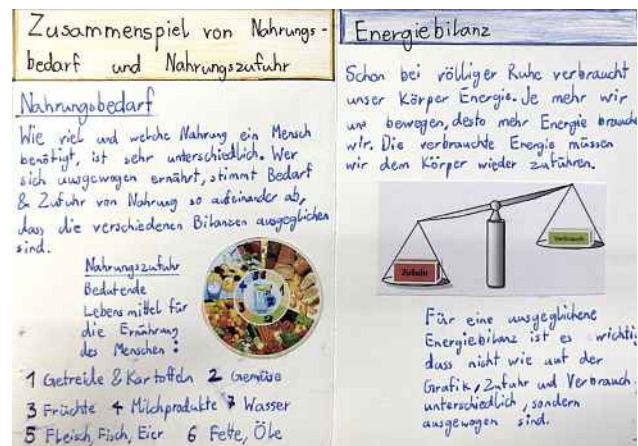 Zusammenspiel von Nahrungs-
bedarf und Nahrungszufuhr
Nahrungsbedarf
Wie viel und welche Nahrung ein Mensch
benötigt, ist sehr unterschiedlich. Wer
sich ausgewogen ernährt, stimmt Bedarf
& Zufuhr von Nahrung so aufeinander ab,
dass die verschiedenen Bilanzen ausgeglichen
sind.
Nahrungszufuhr
Bedeutende
Lebensmittel für
die Ernährung
des Menschen:
1 Getreide & Kartoffeln 2 Gemüse
3 Früchte 4 Milchprodukte 7 Wasser
5 Fleisch, Fisch, Eier 6 Fette, Öle
Energiebilanz
Schon bei völliger Ruhe verbraucht
unser Körper Energie. Je mehr wir
uns bewegen, desto mehr Energie brauche
wir. Die verbrauchte Energie müssen
wir dem Körper wieder zuführen.
Verbrauch
Zufuhr
Für eine ausgeglichene
Energiebilanz ist es wichtig
dass nicht wie auf der
Grafik, Zufuhr und Verbrauch
unterschiedlich, sondern
ausgewogen sind.